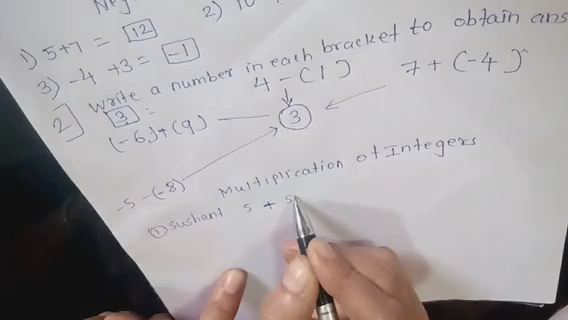 Neg
2) 10
1) 5+7 = 12
3) -4 +3 = -1
2] Write a number in each bracket to obtain ans
3 :
4 - (1)
7 + (-4)
(-6)+(9)
3
-5 -(-8)
Multiplication of Integers
① Sushant 5 + 5